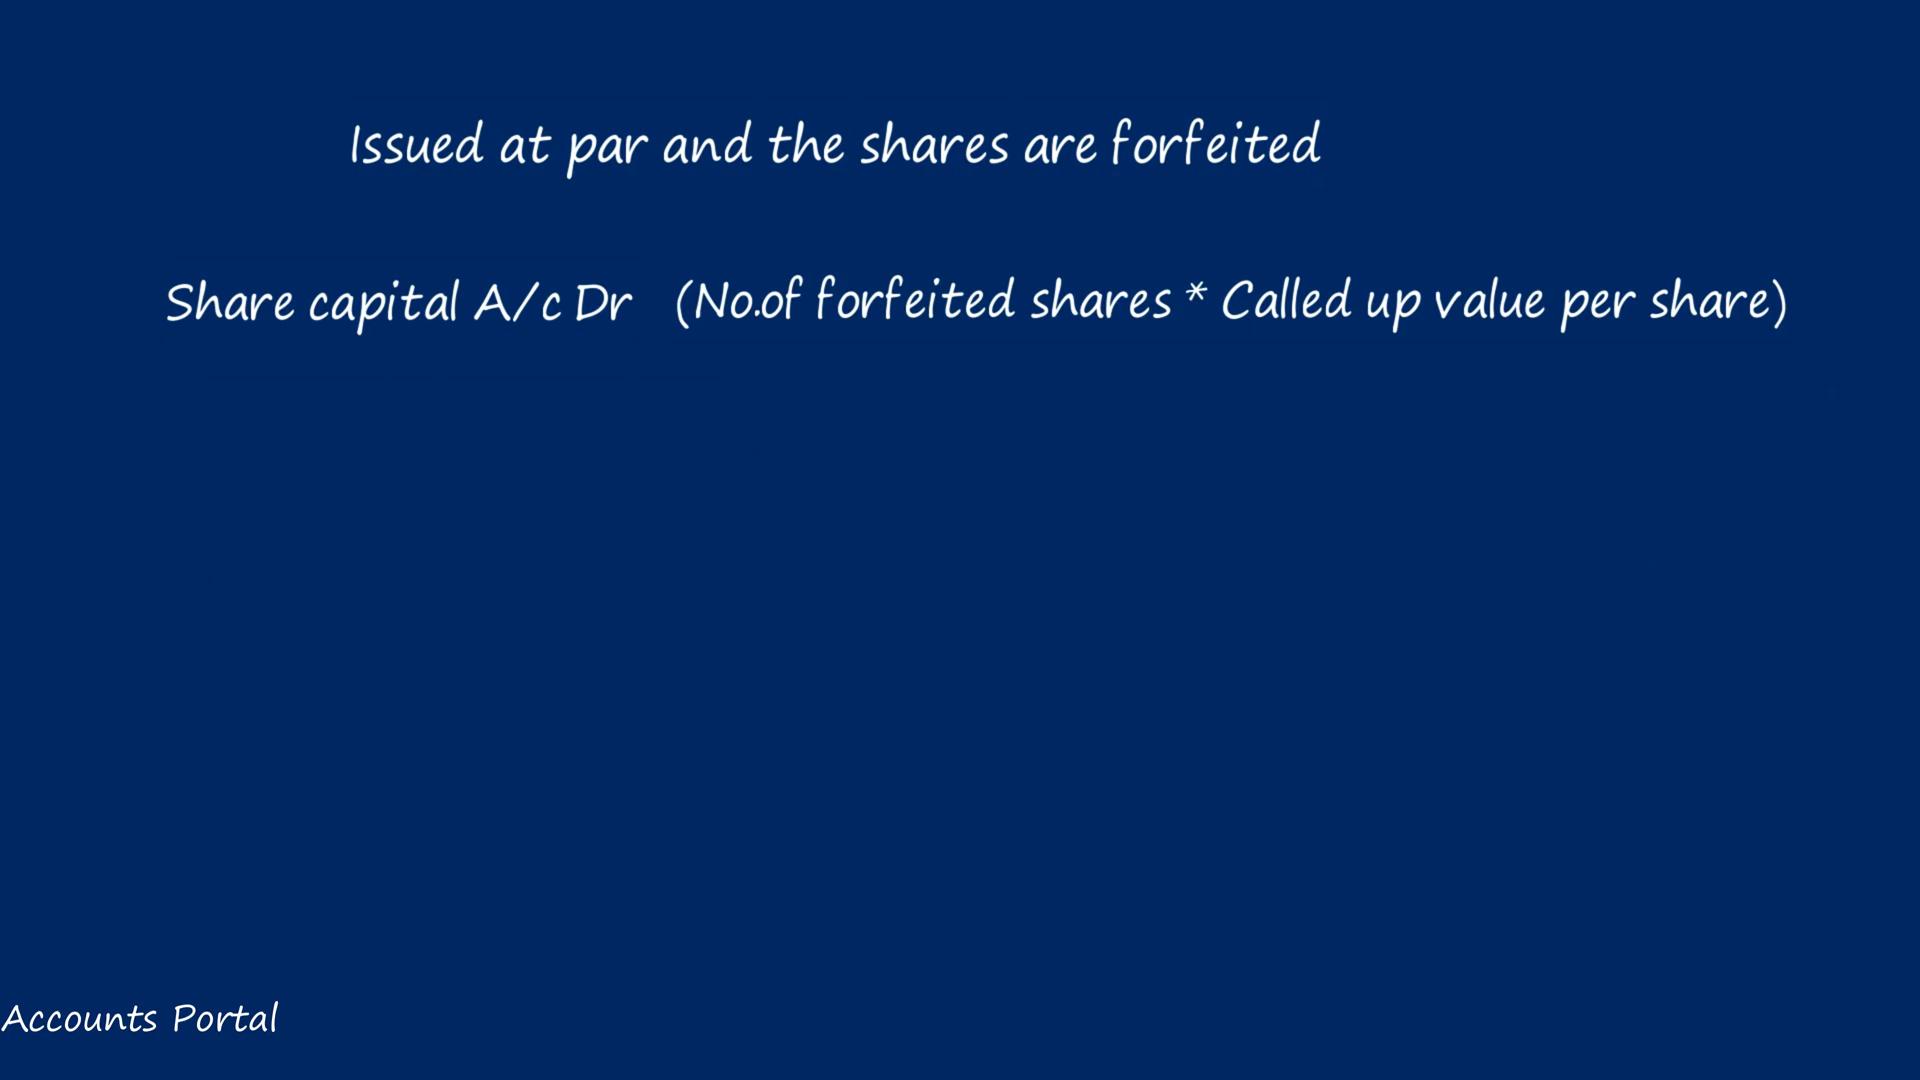 Issued at par and the shares are forfeited
Share capital A/c Dr (No.of forfeited shares * Called up value per share)
Accounts Portal